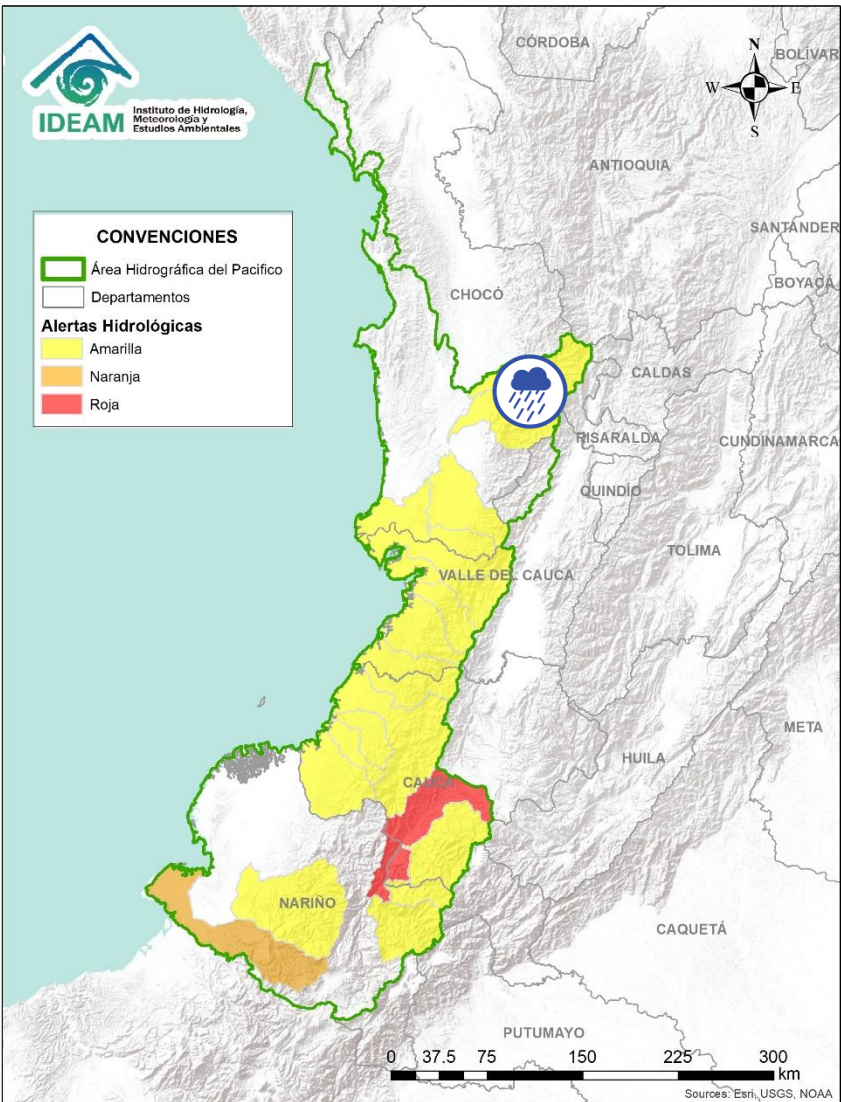 IDEAM
Instituto de Hidrología,
Meteorología y
Estudios Ambientales
N
W
E
S
CONVENCIONES
Área Hidrográfica del Pacifico
Departamentos
Alertas Hidrológicas
Amarilla
Naranja
Roja
CÓRDOBA
BOLÍVAR
ANTIOQUIA
SANTANDER
BOYACÁ
CHOCÓ
CALDAS
RISARALDA
CUNDINAMARCA
QUINDÍO
TOLIMA
VALLE DEL CAUCA
META
HUILA
CAUCA
NARIÑO
CAQUETÁ
PUTUMAYO
0 37.5 75 150 225 300
km
Sources: Esri, USGS, NOAA